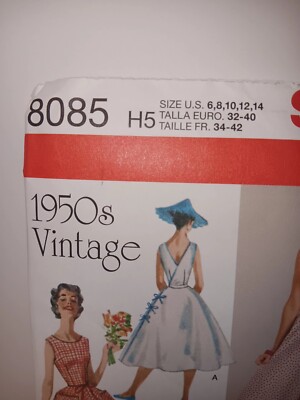 8085 H5
SIZE U.S. 6,8,10,12,14
TALLA EURO. 32-40
TAILLE FR. 34-42
1950s
Vintage
A